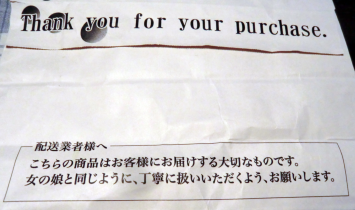 Thank you for your purchase.
配送業者様へ
こちらの商品はお客様にお届けする大切なものです。
女の娘と同じように、丁寧に扱いいただくよう、お願いします。